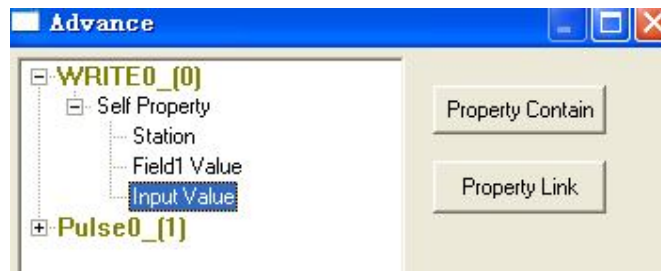 Advance
WRITE0_(0)
Self Property
Station
Field1 Value
Input Value
Pulse0_(1)
Property Contain
Property Link